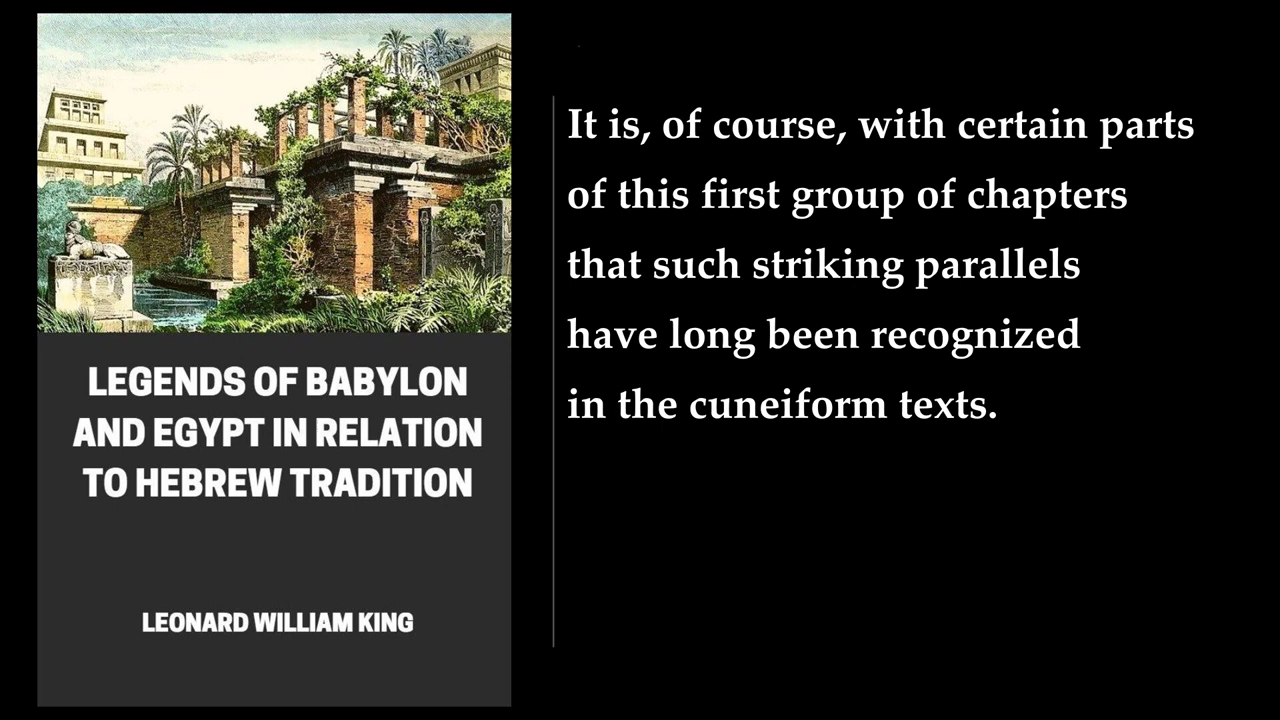 LEGENDS OF BABYLON
AND EGYPT IN RELATION
TO HEBREW TRADITION
LEONARD WILLIAM KING
It is, of course, with certain parts
of this first group of chapters
that such striking parallels
have long been recognized
in the cuneiform texts.